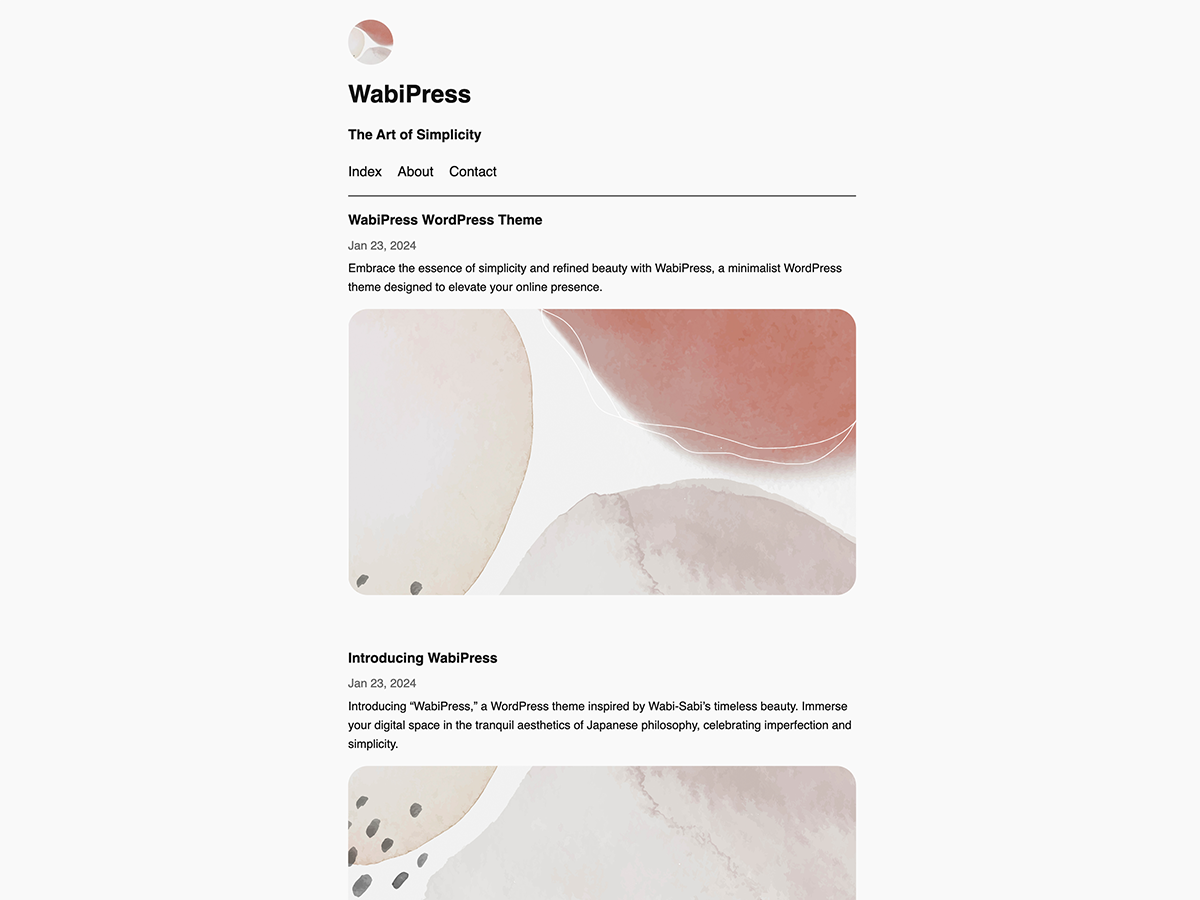 WabiPress
The Art of Simplicity
Index About Contact
WabiPress WordPress Theme
Jan 23, 2024
Embrace the essence of simplicity and refined beauty with WabiPress, a minimalist WordPress
theme designed to elevate your online presence.
Introducing WabiPress
Jan 23, 2024
Introducing “WabiPress,” a WordPress theme inspired by Wabi-Sabi’s timeless beauty. Immerse
your digital space in the tranquil aesthetics of Japanese philosophy, celebrating imperfection and
simplicity.